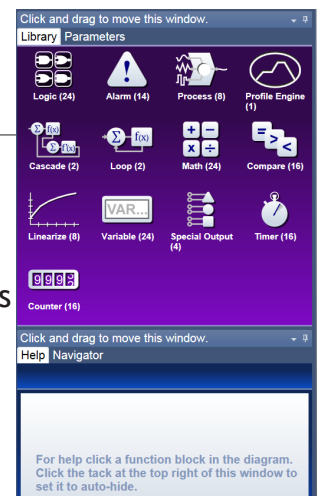 Click and drag to move this window.
Library Parameters
Logic (24) Alarm (14) Process (8) Profile Engine
(1)
Σ f(x)
Σ f(x) Σ f(x) + − x ÷ = > <
Cascade (2) Loop (2) Math (24) Compare (16)
VAR...
Linearize (8) Variable (24) Special Output Timer (16)
(4)
s
999
Counter (16)
Click and drag to move this window.
Help Navigator
For help click a function block in the diagram.
Click the tack at the top right of this window to
set it to auto-hide.